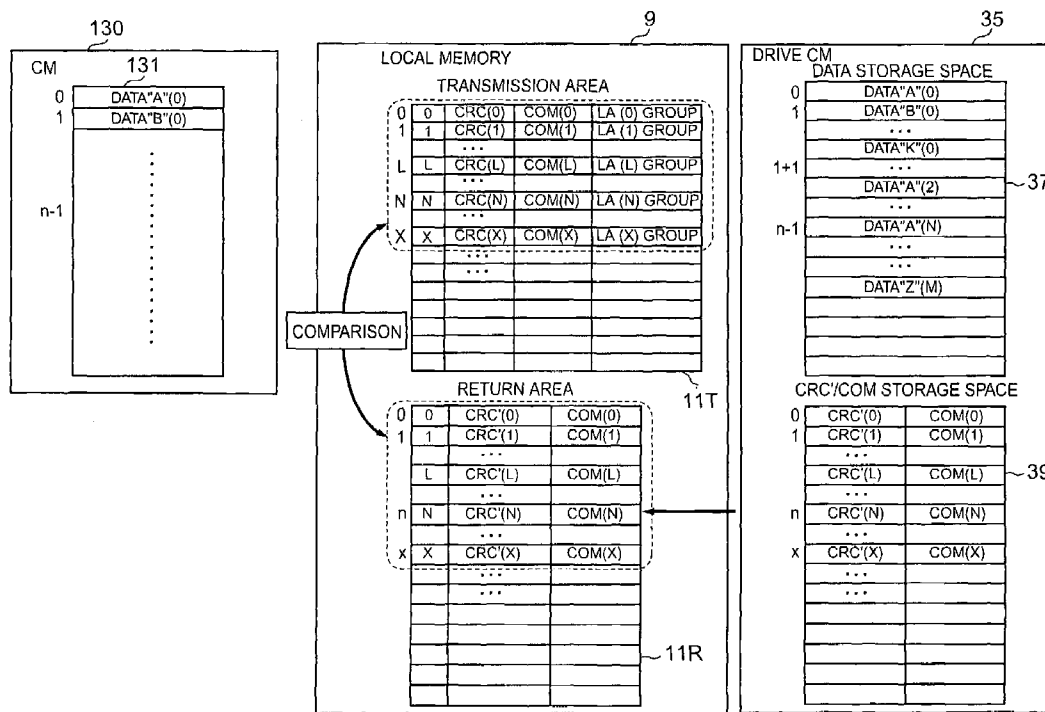 130
CM
131
0 DATA"A"(0)
1 DATA"B"(0)
n-1
9
LOCAL MEMORY
TRANSMISSION AREA
0 0 CRC(0) COM(0) LA (0) GROUP
1 1 CRC(1) COM(1) LA (1) GROUP
...
L L CRC(L) COM(L) LA (L) GROUP
...
N N CRC(N) COM(N) LA (N) GROUP
...
X X CRC(X) COM(X) LA (X) GROUP
...
...
11T
COMPARISON
RETURN AREA
0 0 CRC'(0) COM(0)
1 1 CRC'(1) COM(1)
...
L CRC'(L) COM(L)
...
n N CRC'(N) COM(N)
...
x X CRC'(X) COM(X)
...
...
11R
35
DRIVE CM
DATA STORAGE SPACE
0 DATA"A"(0)
1 DATA"B"(0)
...
DATA"K"(0)
1+1
DATA"A"(2)
37
...
n-1 DATA"A"(N)
...
...
DATA"Z"(M)
CRC'/COM STORAGE SPACE
0 CRC'(0) COM(0)
1 CRC'(1) COM(1)
...
CRC'(L) COM(L)
39
...
n CRC'(N) COM(N)
...
x CRC'(X) COM(X)
...
...